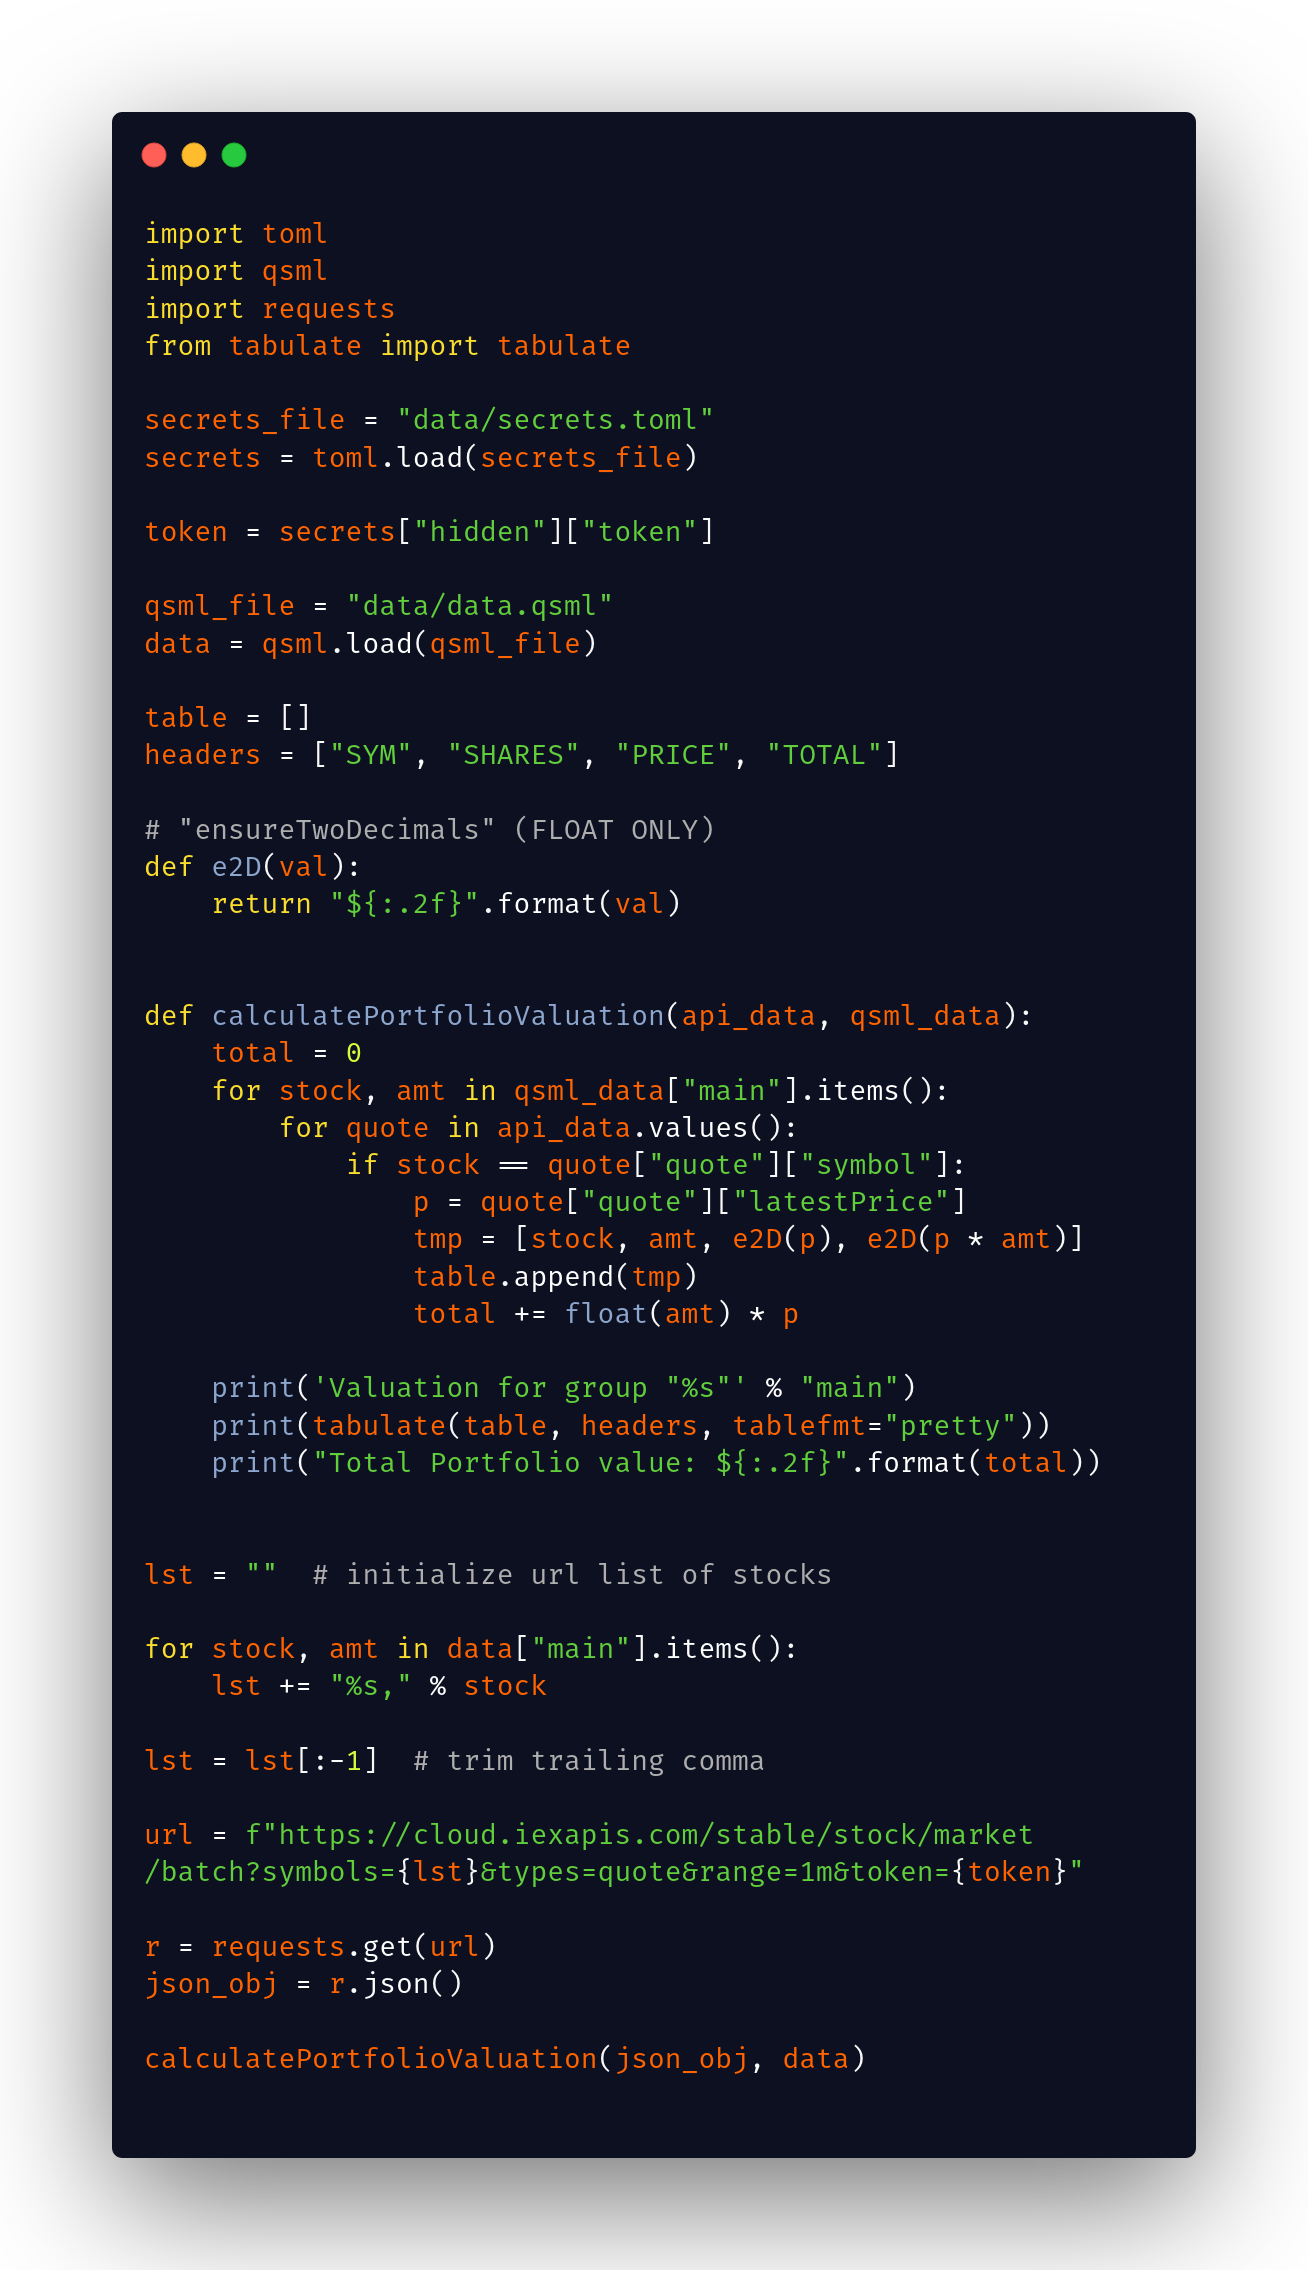 import toml
import qsml
import requests
from tabulate import tabulate

secrets_file = "data/secrets.toml"
secrets = toml.load(secrets_file)

token = secrets["hidden"]["token"]

qsml_file = "data/data.qsml"
data = qsml.load(qsml_file)

table = []
headers = ["SYM", "SHARES", "PRICE", "TOTAL"]

# "ensureTwoDecimals" (FLOAT ONLY)
def e2D(val):
    return "${:.2f}".format(val)


def calculatePortfolioValuation(api_data, qsml_data):
    total = 0
    for stock, amt in qsml_data["main"].items():
        for quote in api_data.values():
            if stock == quote["quote"]["symbol"]:
                p = quote["quote"]["latestPrice"]
                tmp = [stock, amt, e2D(p), e2D(p * amt)]
                table.append(tmp)
                total += float(amt) * p

    print('Valuation for group "%s"' % "main")
    print(tabulate(table, headers, tablefmt="pretty"))
    print("Total Portfolio value: ${:.2f}".format(total))


lst = ""  # initialize url list of stocks

for stock, amt in data["main"].items():
    lst += "%s," % stock

lst = lst[:-1]  # trim trailing comma

url = f"https://cloud.iexapis.com/stable/stock/market
/batch?symbols={lst}&types=quote&range=1m&token={token}"

r = requests.get(url)
json_obj = r.json()

calculatePortfolioValuation(json_obj, data)